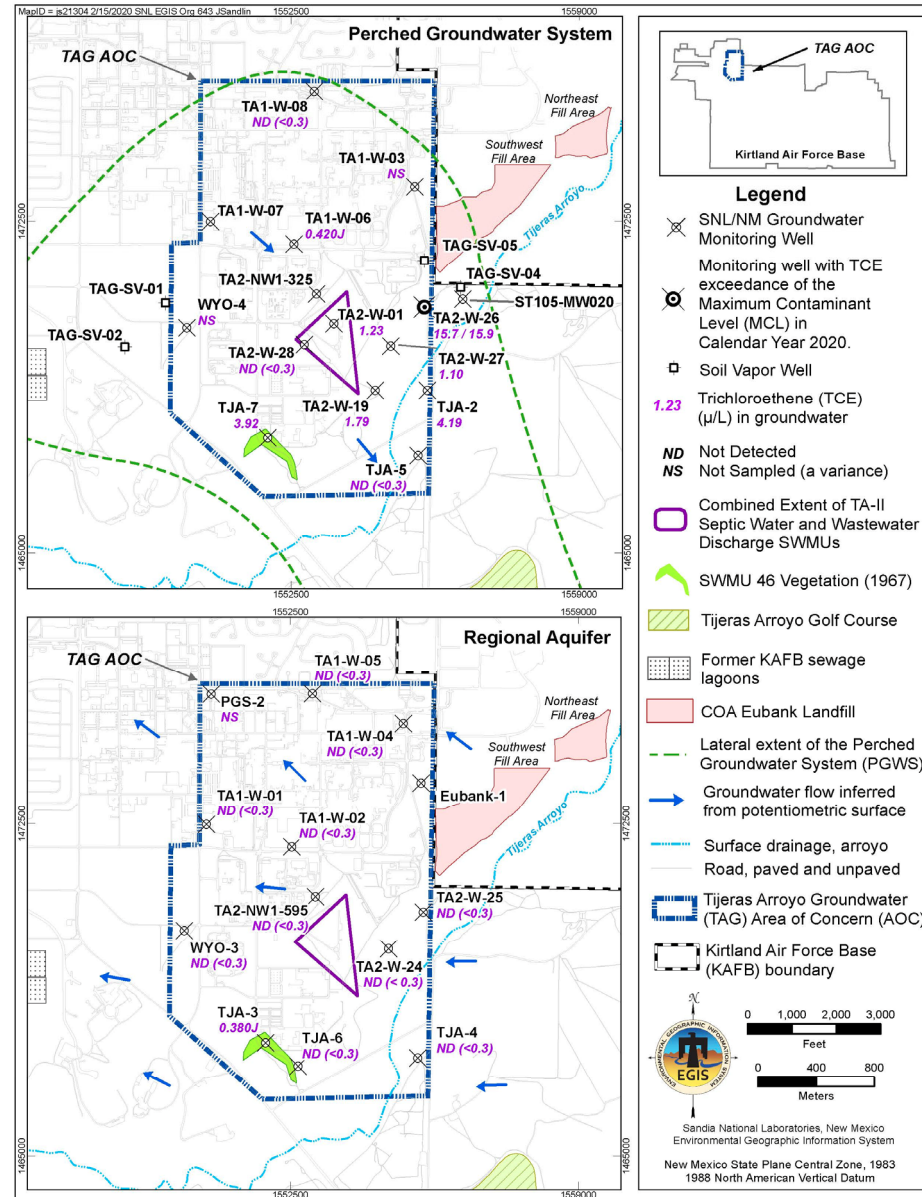 MapID = js21304 2/15/2020 SNL EGIS Org 643 JSandlin
1552500
1559000
Perched Groundwater System
TAG AOC
TA1-W-08
ND (<0.3)
Northeast
Fill Area
Southwest
Fill Area
TA1-W-03
NS
Tijeras Arroyo
1472500
1472500
TA1-W-07
TA1-W-06
0.420J
TAG-SV-05
TAG-SV-04
TA2-NW1-325
TAG-SV-01
WYO-4
NS
ST105-MW020
TA2-W-01
1.23
TA2-W-26
15.7 / 15.9
TAG-SV-02
TA2-W-28
ND (<0.3)
TA2-W-27
1.10
TJA-7
3.92
TA2-W-19
1.79
TJA-2
4.19
TJA-5
ND (<0.3)
1465000
1465000
1552500
1559000
1552500
1559000
Regional Aquifer
TAG AOC
TA1-W-05
ND (<0.3)
PGS-2
NS
Northeast
Fill Area
TA1-W-04
ND (<0.3)
Southwest
Fill Area
TA1-W-01
ND (<0.3)
Eubank-1
TA1-W-02
ND (<0.3)
Tijeras Arroyo
1472500
1472500
TA2-NW1-595
ND (<0.3)
TA2-W-25
ND (<0.3)
WYO-3
ND (<0.3)
TA2-W-24
ND (< 0.3)
TJA-3
0.380J
TJA-6
ND (<0.3)
TJA-4
ND (<0.3)
1465000
1465000
1552500
1559000
TAG AOC
Kirtland Air Force Base
Legend
SNL/NM Groundwater
Monitoring Well
Monitoring well with TCE
exceedance of the
Maximum Contaminant
Level (MCL) in
Calendar Year 2020.
Soil Vapor Well
1.23 Trichloroethene (TCE)
(µ/L) in groundwater
ND Not Detected
NS Not Sampled (a variance)
Combined Extent of TA-II
Septic Water and Wastewater
Discharge SWMUs
SWMU 46 Vegetation (1967)
Tijeras Arroyo Golf Course
Former KAFB sewage
lagoons
COA Eubank Landfill
Lateral extent of the Perched
Groundwater System (PGWS)
Groundwater flow inferred
from potentiometric surface
Surface drainage, arroyo
Road, paved and unpaved
Tijeras Arroyo Groundwater
(TAG) Area of Concern (AOC)
Kirtland Air Force Base
(KAFB) boundary
N
ENVIRONMENTAL GEOGRAPHIC INFORMATION SYSTEM
EGIS
0 1,000 2,000 3,000
Feet
0 400 800
Meters
Sandia National Laboratories, New Mexico
Environmental Geographic Information System
New Mexico State Plane Central Zone, 1983
1988 North American Vertical Datum